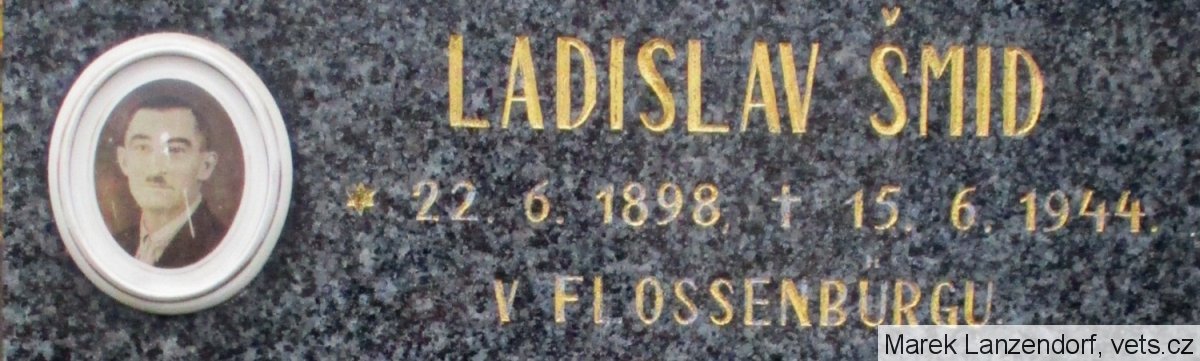 LADISLAV ŠMID
* 22. 6. 1898, † 15. 6. 1944.
V FLOSSENBÜRGU.
Marek Lanzendorf, vets.cz